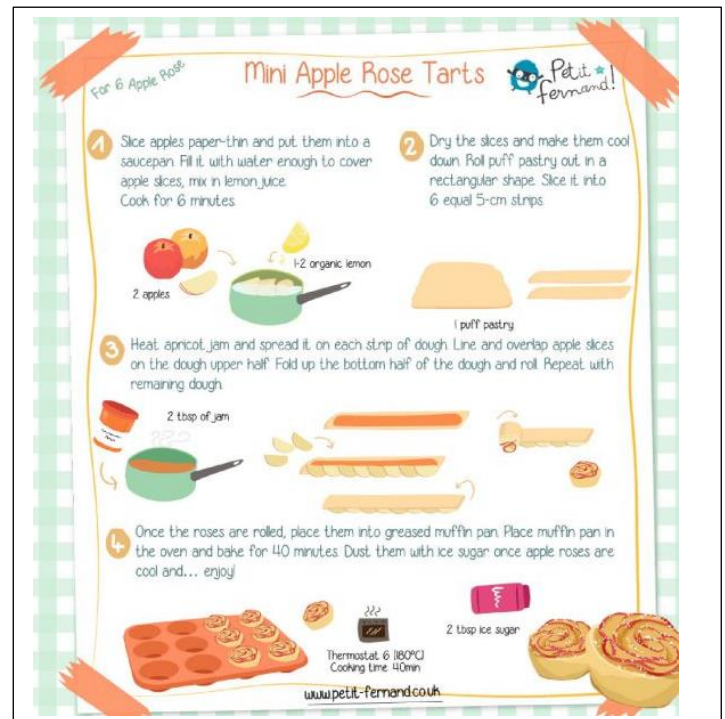 For 6 Apple Rose
Mini Apple Rose Tarts
Petit
fernand!
1
Slice apples paper-thin and put them into a
saucepan. Fill it with water enough to cover
apple slices, mix in lemon juice.
Cook for 6 minutes.
2 apples
1-2 organic lemon
2
Dry the slices and make them cool
down. Roll puff pastry out in a
rectangular shape. Slice it into
6 equal 5-cm strips.
1 puff pastry
3
Heat apricot jam and spread it on each strip of dough. Line and overlap apple slices
on the dough upper half. Fold up the bottom half of the dough and roll. Repeat with
remaining dough.
2 tbsp of jam
4
Once the roses are rolled, place them into greased muffin pan. Place muffin pan in
the oven and bake for 40 minutes. Dust them with ice sugar once apple roses are
cool and... enjoy!
Thermostat 6 (180°C)
Cooking time: 40min
2 tbsp ice sugar
www.petit-fernand.co.uk